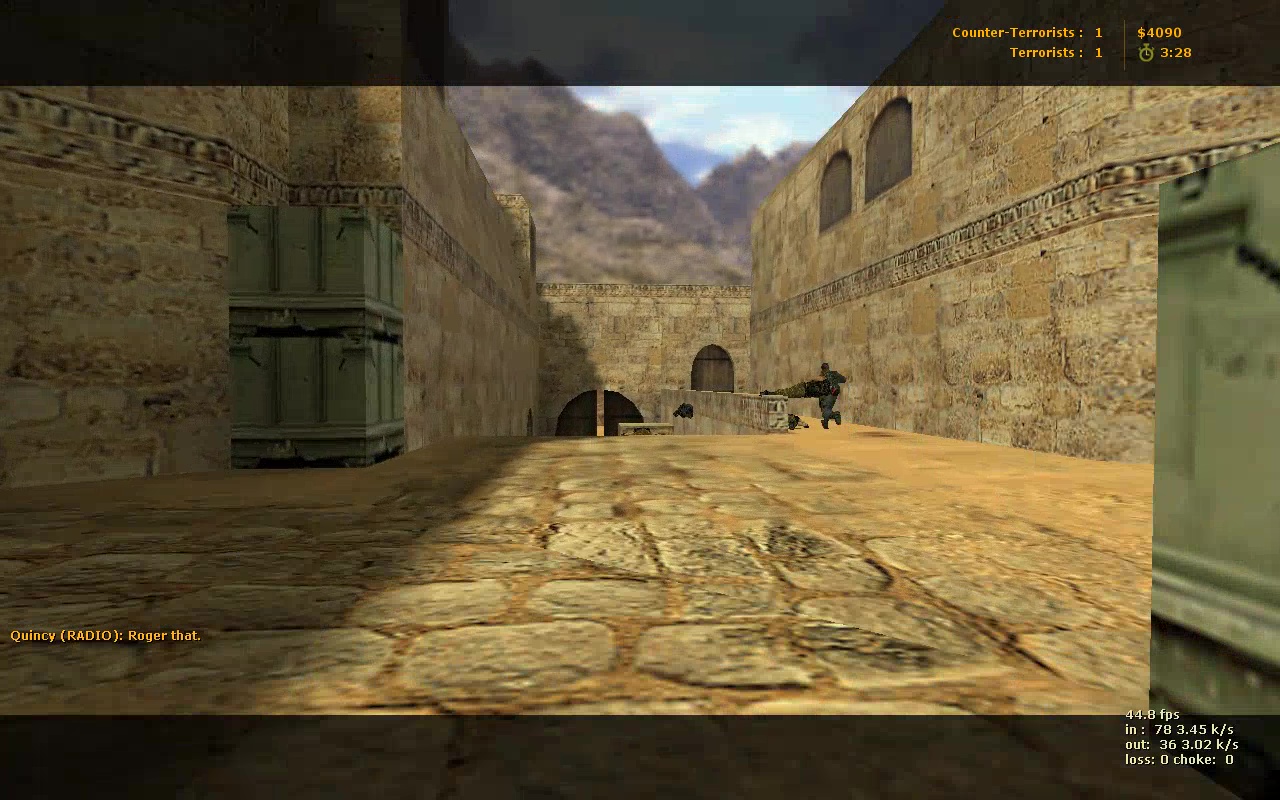 Counter-Terrorists : 1 $4090
Terrorists : 1 3:28
Quincy (RADIO): Roger that.
44.8 fps
in : 78 3.45 k/s
out: 36 3.02 k/s
loss: 0 choke: 0